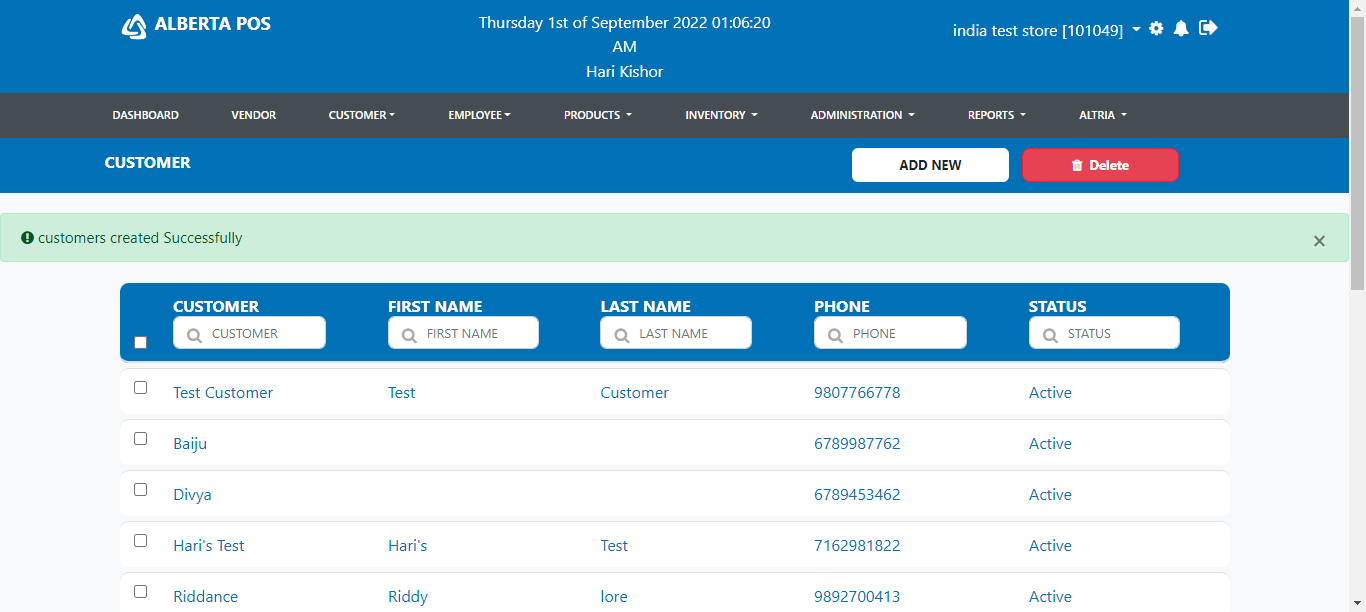 ALBERTA POS
Thursday 1st of September 2022 01:06:20
AM
Hari Kishor
india test store [101049]
DASHBOARD VENDOR CUSTOMER EMPLOYEE PRODUCTS INVENTORY ADMINISTRATION REPORTS ALTRIA
CUSTOMER ADD NEW Delete
customers created Successfully ×
CUSTOMER FIRST NAME LAST NAME PHONE STATUS
CUSTOMER FIRST NAME LAST NAME PHONE STATUS
Test Customer Test Customer 9807766778 Active
Baiju 6789987762 Active
Divya 6789453462 Active
Hari's Test Hari's Test 7162981822 Active
Riddance Riddy lore 9892700413 Active